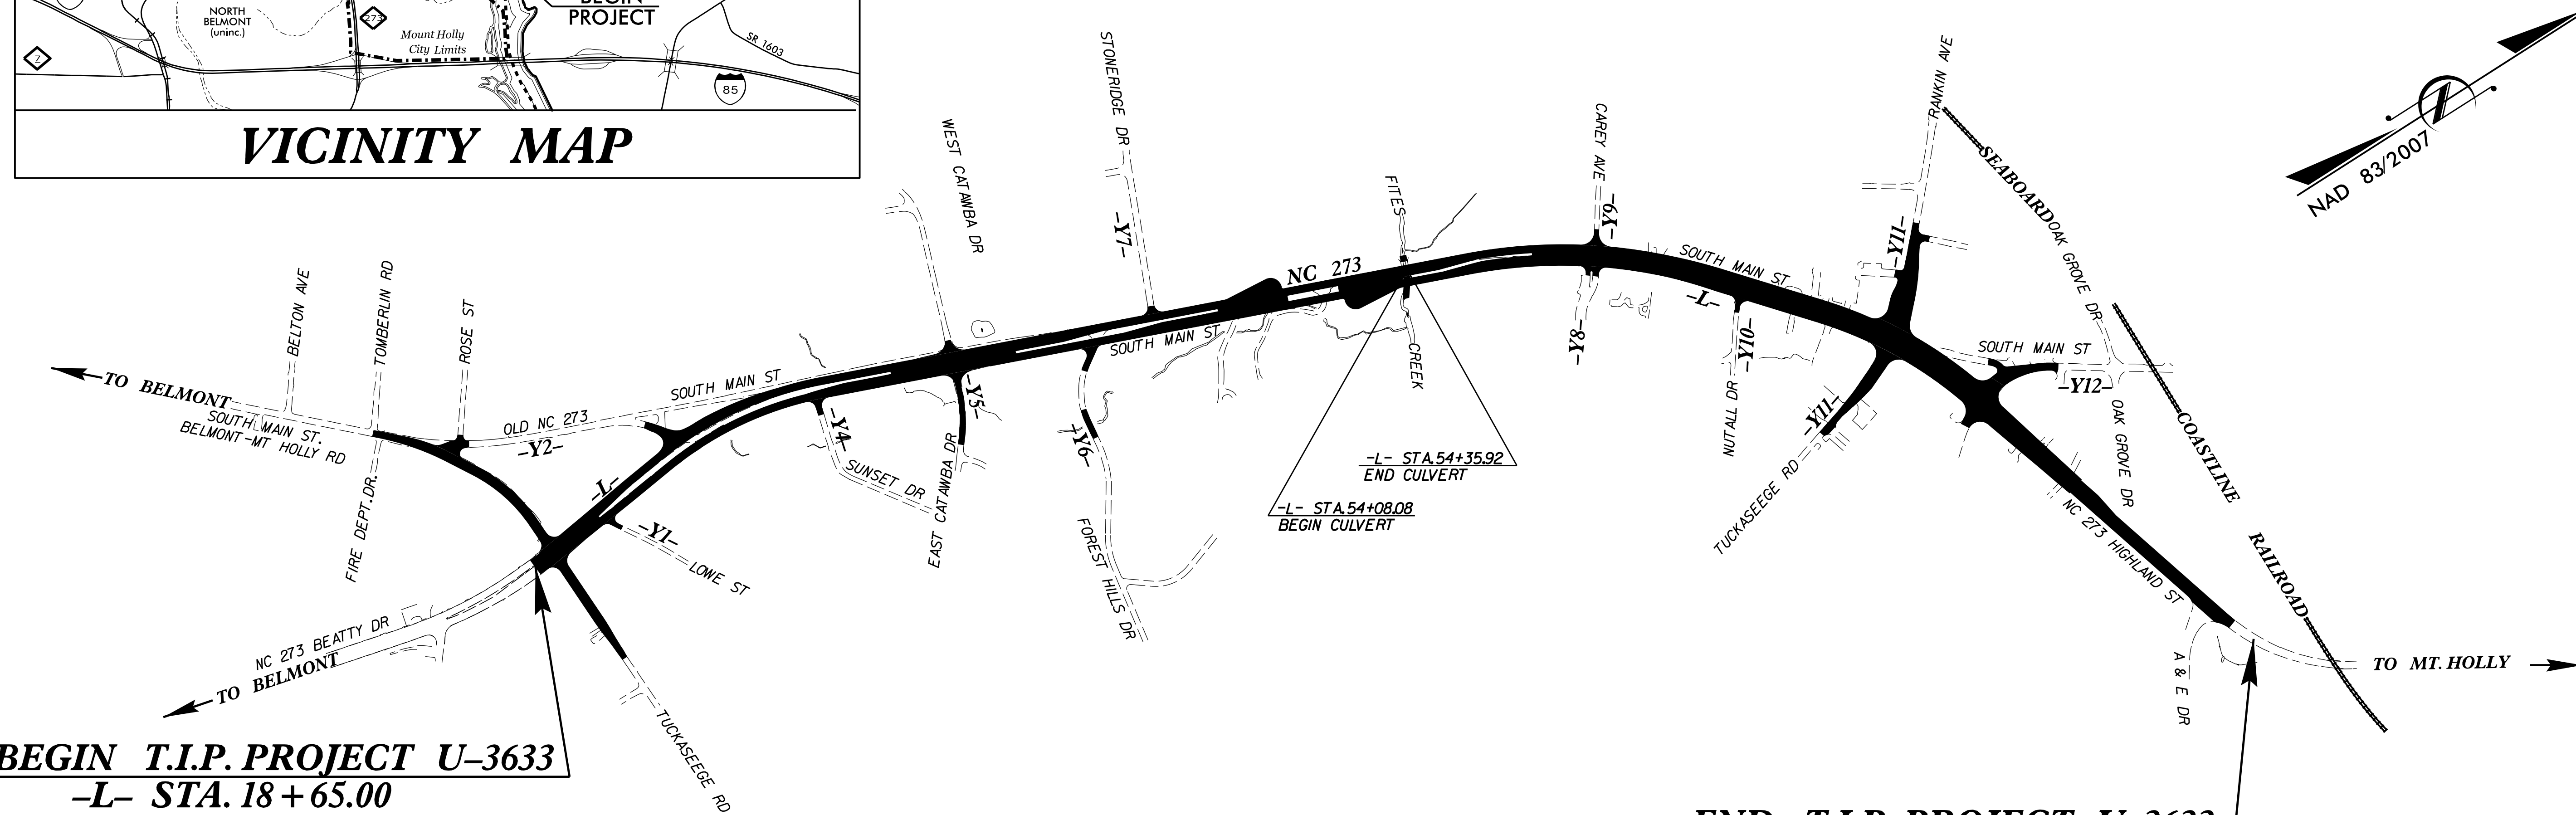 NORTH
BELMONT
(uninc.)
273
Mount Holly
City Limits
7
BEGIN
PROJECT
SR 1603
85
VICINITY MAP
NAD 83/2007
STONERIDGE DR
WEST CATAWBA DR
-Y7-
FITES
CREEK
CAREY AVE
-Y9-
RANKIN AVE
SEABOARD
COASTLINE
RAILROAD
OAK GROVE DR
-Y11-
NC 273
SOUTH MAIN ST
-L-
BELTON AVE
TOMBERLIN RD
ROSE ST
TO BELMONT
SOUTH MAIN ST.
BELMONT-MT HOLLY RD
FIRE DEPT. DR.
OLD NC 273
-Y2-
SOUTH MAIN ST
-L-
-Y1-
LOWE ST
-Y4-
SUNSET DR
-Y5-
EAST CATAWBA DR
SOUTH MAIN ST
-Y6-
FOREST HILLS DR
-L- STA.54+35.92
END CULVERT
-L- STA.54+08.08
BEGIN CULVERT
-Y8-
-Y10-
NUTALL DR
-Y11-
TUCKASEEGE RD
SOUTH MAIN ST
-Y12-
OAK GROVE DR
NC 273 HIGHLAND ST
A & E DR
TO MT. HOLLY
NC 273 BEATTY DR
TO BELMONT
TUCKASEEGE RD
BEGIN T.I.P. PROJECT U-3633
-L- STA. 18+65.00
END T.I.P. PROJECT U-3633